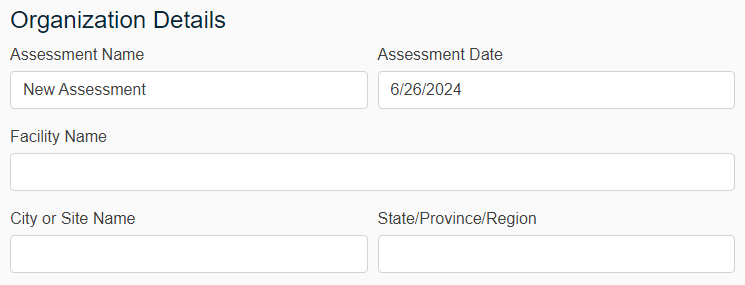 Organization Details
Assessment Name Assessment Date
New Assessment 6/26/2024
Facility Name
City or Site Name State/Province/Region